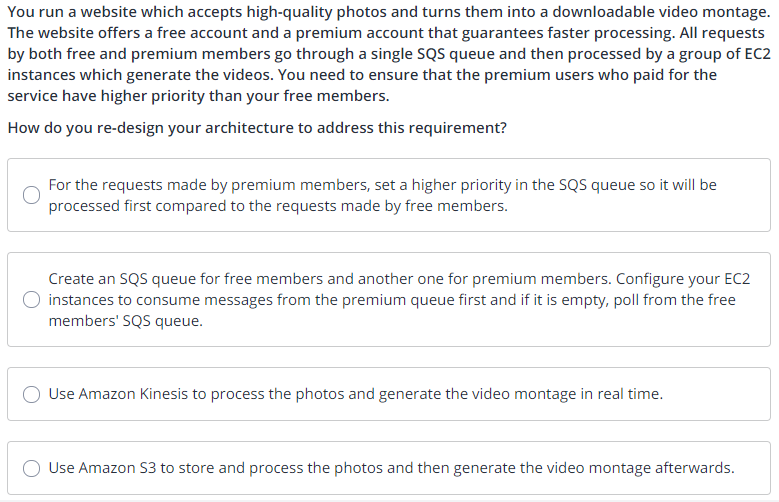 You run a website which accepts high-quality photos and turns them into a downloadable video montage.
The website offers a free account and a premium account that guarantees faster processing. All requests
by both free and premium members go through a single SQS queue and then processed by a group of EC2
instances which generate the videos. You need to ensure that the premium users who paid for the
service have higher priority than your free members.
How do you re-design your architecture to address this requirement?
For the requests made by premium members, set a higher priority in the SQS queue so it will be
processed first compared to the requests made by free members.
Create an SQS queue for free members and another one for premium members. Configure your EC2
instances to consume messages from the premium queue first and if it is empty, poll from the free
members' SQS queue.
Use Amazon Kinesis to process the photos and generate the video montage in real time.
Use Amazon S3 to store and process the photos and then generate the video montage afterwards.